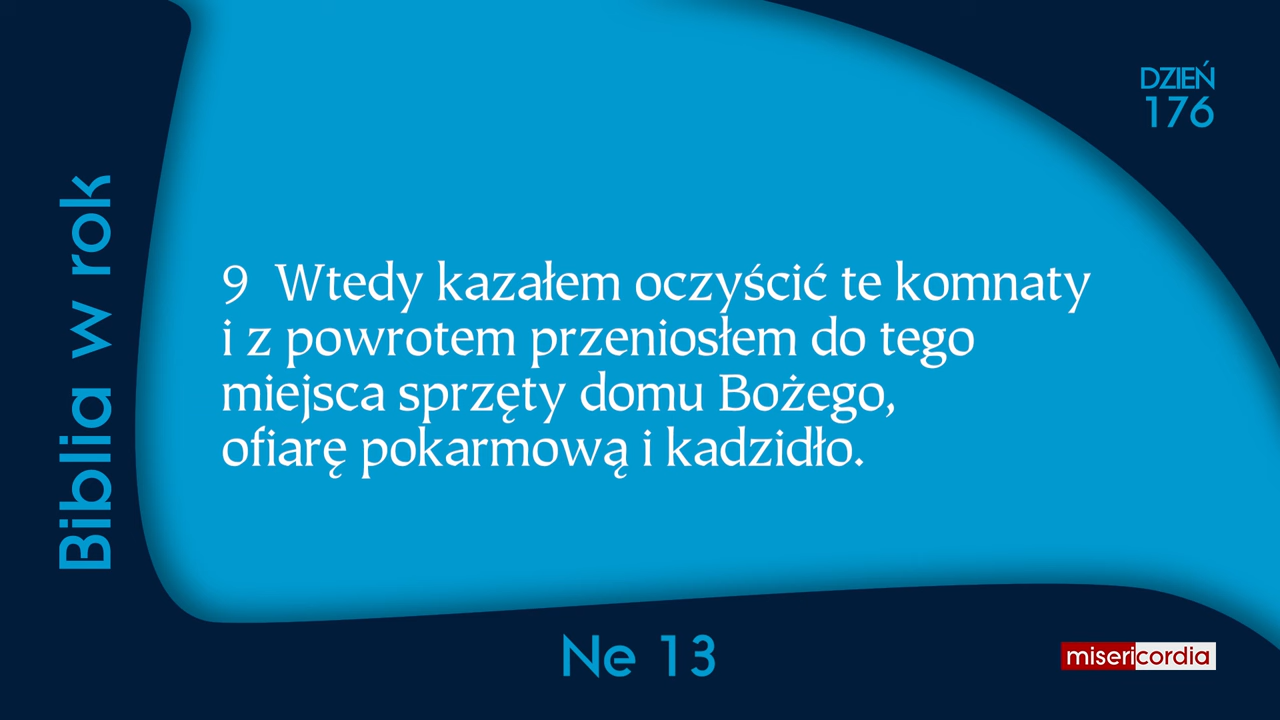 DZIEŃ
176
Biblia w rok
9 Wtedy kazałem oczyścić te komnaty
i z powrotem przeniosłem do tego
miejsca sprzęty domu Bożego,
ofiarę pokarmową i kadzidło.
Ne 13
misericordia